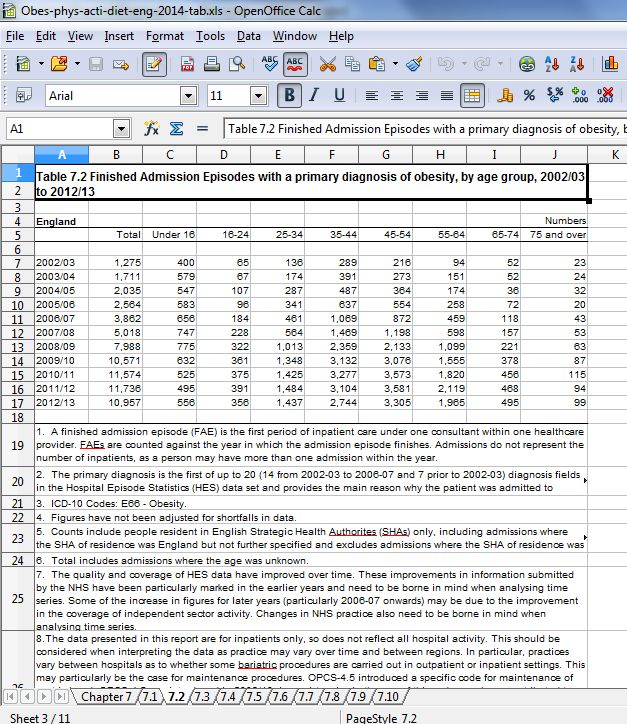 Obes-phys-acti-diet-eng-2014-tab.xls - OpenOffice Calc
File Edit View Insert Format Tools Data Window Help
Arial 11 B I U
A1 Table 7.2 Finished Admission Episodes with a primary diagnosis of obesity, b
A B C D E F G H I J K
1 Table 7.2 Finished Admission Episodes with a primary diagnosis of obesity, by age group, 2002/03
2 to 2012/13
3
4 England Numbers
5 Total Under 16 16-24 25-34 35-44 45-54 55-64 65-74 75 and over
6
7 2002/03 1,275 400 65 136 289 216 94 52 23
8 2003/04 1,711 579 67 174 391 273 151 52 24
9 2004/05 2,035 547 107 287 487 364 174 36 32
10 2005/06 2,564 583 96 341 637 554 258 72 20
11 2006/07 3,862 656 184 461 1,069 872 459 118 43
12 2007/08 5,018 747 228 564 1,469 1,198 598 157 53
13 2008/09 7,988 775 322 1,013 2,359 2,133 1,099 221 63
14 2009/10 10,571 632 361 1,348 3,132 3,076 1,555 378 87
15 2010/11 11,574 525 375 1,425 3,277 3,573 1,820 456 115
16 2011/12 11,736 495 391 1,484 3,104 3,581 2,119 468 94
17 2012/13 10,957 556 356 1,437 2,744 3,305 1,965 495 99
18
1. A finished admission episode (FAE) is the first period of inpatient care under one consultant within one healthcare
19 provider. FAEs are counted against the year in which the admission episode finishes. Admissions do not represent the
number of inpatients, as a person may have more than one admission within the year.
2. The primary diagnosis is the first of up to 20 (14 from 2002-03 to 2006-07 and 7 prior to 2002-03) diagnosis fields
20 in the Hospital Episode Statistics (HES) data set and provides the main reason why the patient was admitted to
21 3. ICD-10 Codes: E66 - Obesity.
22 4. Figures have not been adjusted for shortfalls in data.
5. Counts include people resident in English Strategic Health Authorites (SHAs) only, including admissions where
23 the SHA of residence was England but not further specified and excludes admissions where the SHA of residence was
24 6. Total includes admissions where the age was unknown.
7. The quality and coverage of HES data have improved over time. These improvements in information submitted
by the NHS have been particularly marked in the earlier years and need to be borne in mind when analysing time
25 series. Some of the increase in figures for later years (particularly 2006-07 onwards) may be due to the improvement
in the coverage of independent sector activity. Changes in NHS practice also need to be borne in mind when
analysing time series.
8.The data presented in this report are for inpatients only, so does not reflect all hospital activity. This should be
considered when interpreting the data as practice may vary over time and between regions. In particular, practices
vary between hospitals as to whether some bariatric procedures are carried out in outpatient or inpatient settings. This
may particularly be the case for maintenance procedures. OPCS-4.5 introduced a specific code for maintenance of
Chapter 7 7.1 7.2 7.3 7.4 7.5 7.6 7.7 7.8 7.9 7.10
Sheet 3 / 11 PageStyle 7.2